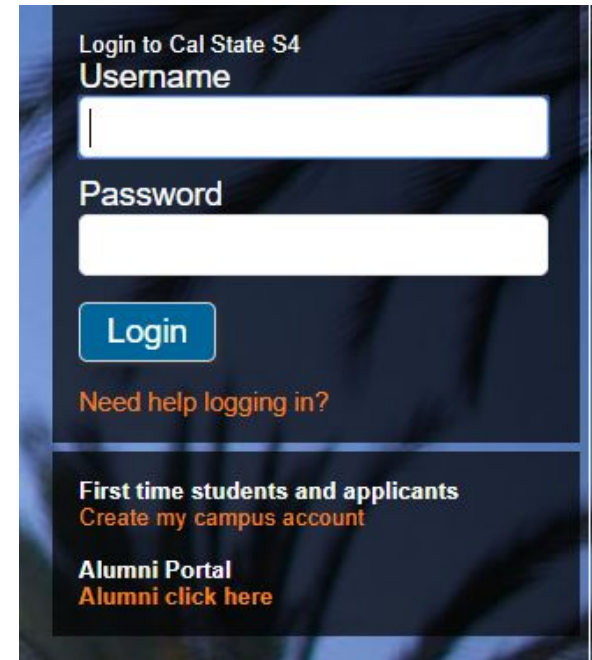 Login to Cal State S4
Username
Password
Login
Need help logging in?
First time students and applicants
Create my campus account
Alumni Portal
Alumni click here